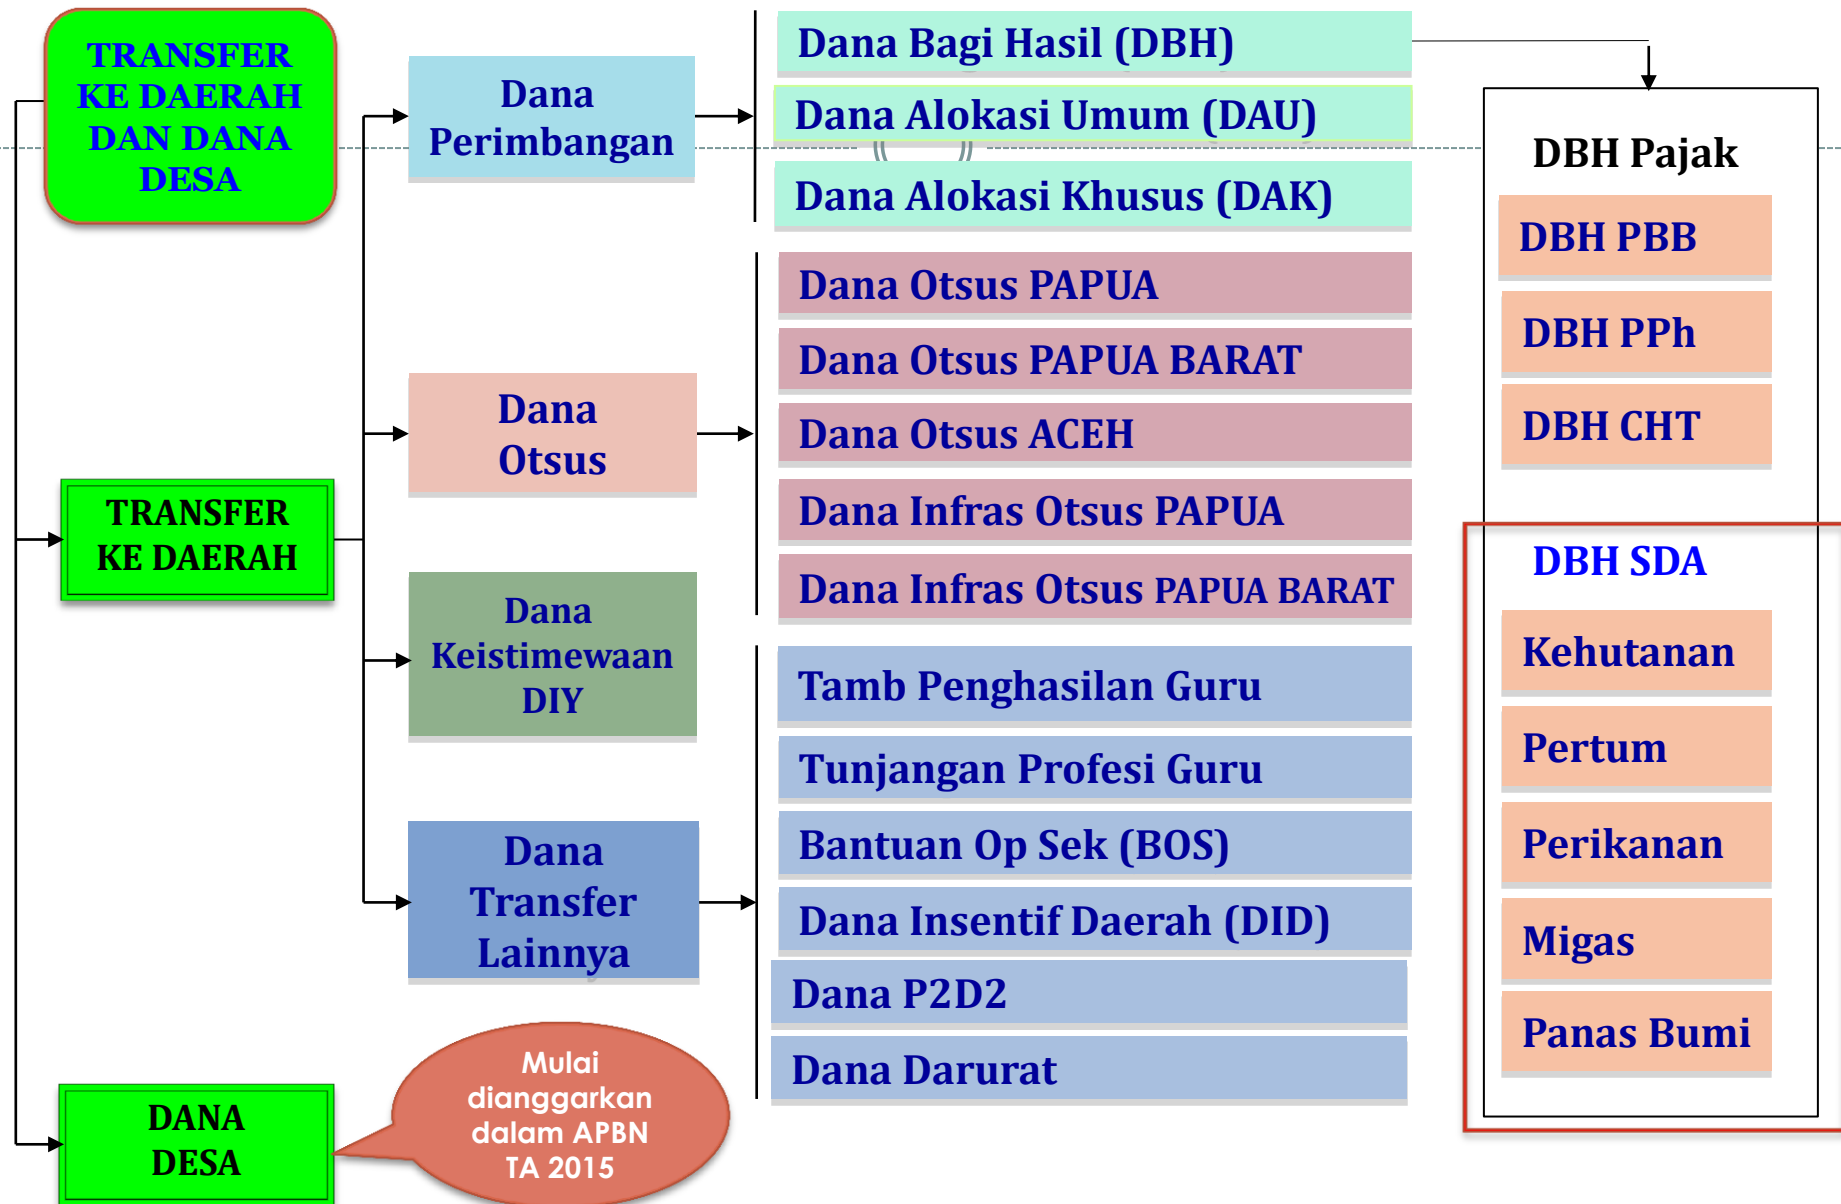 TRANSFER
KE DAERAH
DAN DANA
DESA
TRANSFER
KE DAERAH
DANA
DESA
Mulai
dianggarkan
dalam APBN
TA 2015
Dana
Perimbangan
Dana
Otsus
Dana
Keistimewaan
DIY
Dana
Transfer
Lainnya
Dana Bagi Hasil (DBH)
Dana Alokasi Umum (DAU)
Dana Alokasi Khusus (DAK)
Dana Otsus PAPUA
Dana Otsus PAPUA BARAT
Dana Otsus ACEH
Dana Infras Otsus PAPUA
Dana Infras Otsus PAPUA BARAT
Tamb Penghasilan Guru
Tunjangan Profesi Guru
Bantuan Op Sek (BOS)
Dana Insentif Daerah (DID)
Dana P2D2
Dana Darurat
DBH Pajak
DBH PBB
DBH PPh
DBH CHT
DBH SDA
Kehutanan
Pertum
Perikanan
Migas
Panas Bumi